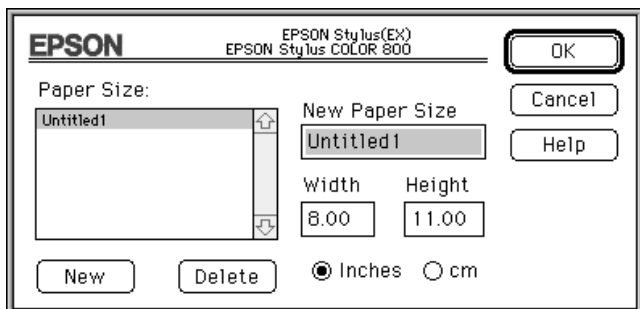 EPSON
EPSON Stylus(EX)
EPSON Stylus COLOR 800
OK
Cancel
Help
Paper Size:
Untitled1
New Paper Size
Untitled1
Width Height
8.00 11.00
Inches cm
New Delete